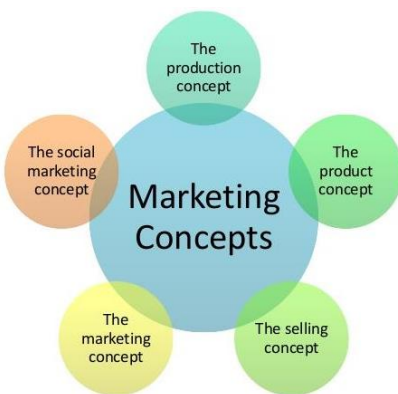 The
production
concept
The
product
concept
The selling
concept
The
marketing
concept
The social
marketing
concept
Marketing
Concepts